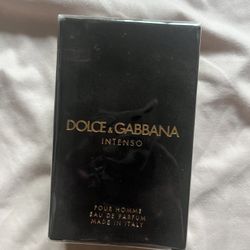 DOLCE & GABBANA
INTENSO
POUR HOMME
EAU DE PARFUM
MADE IN ITALY